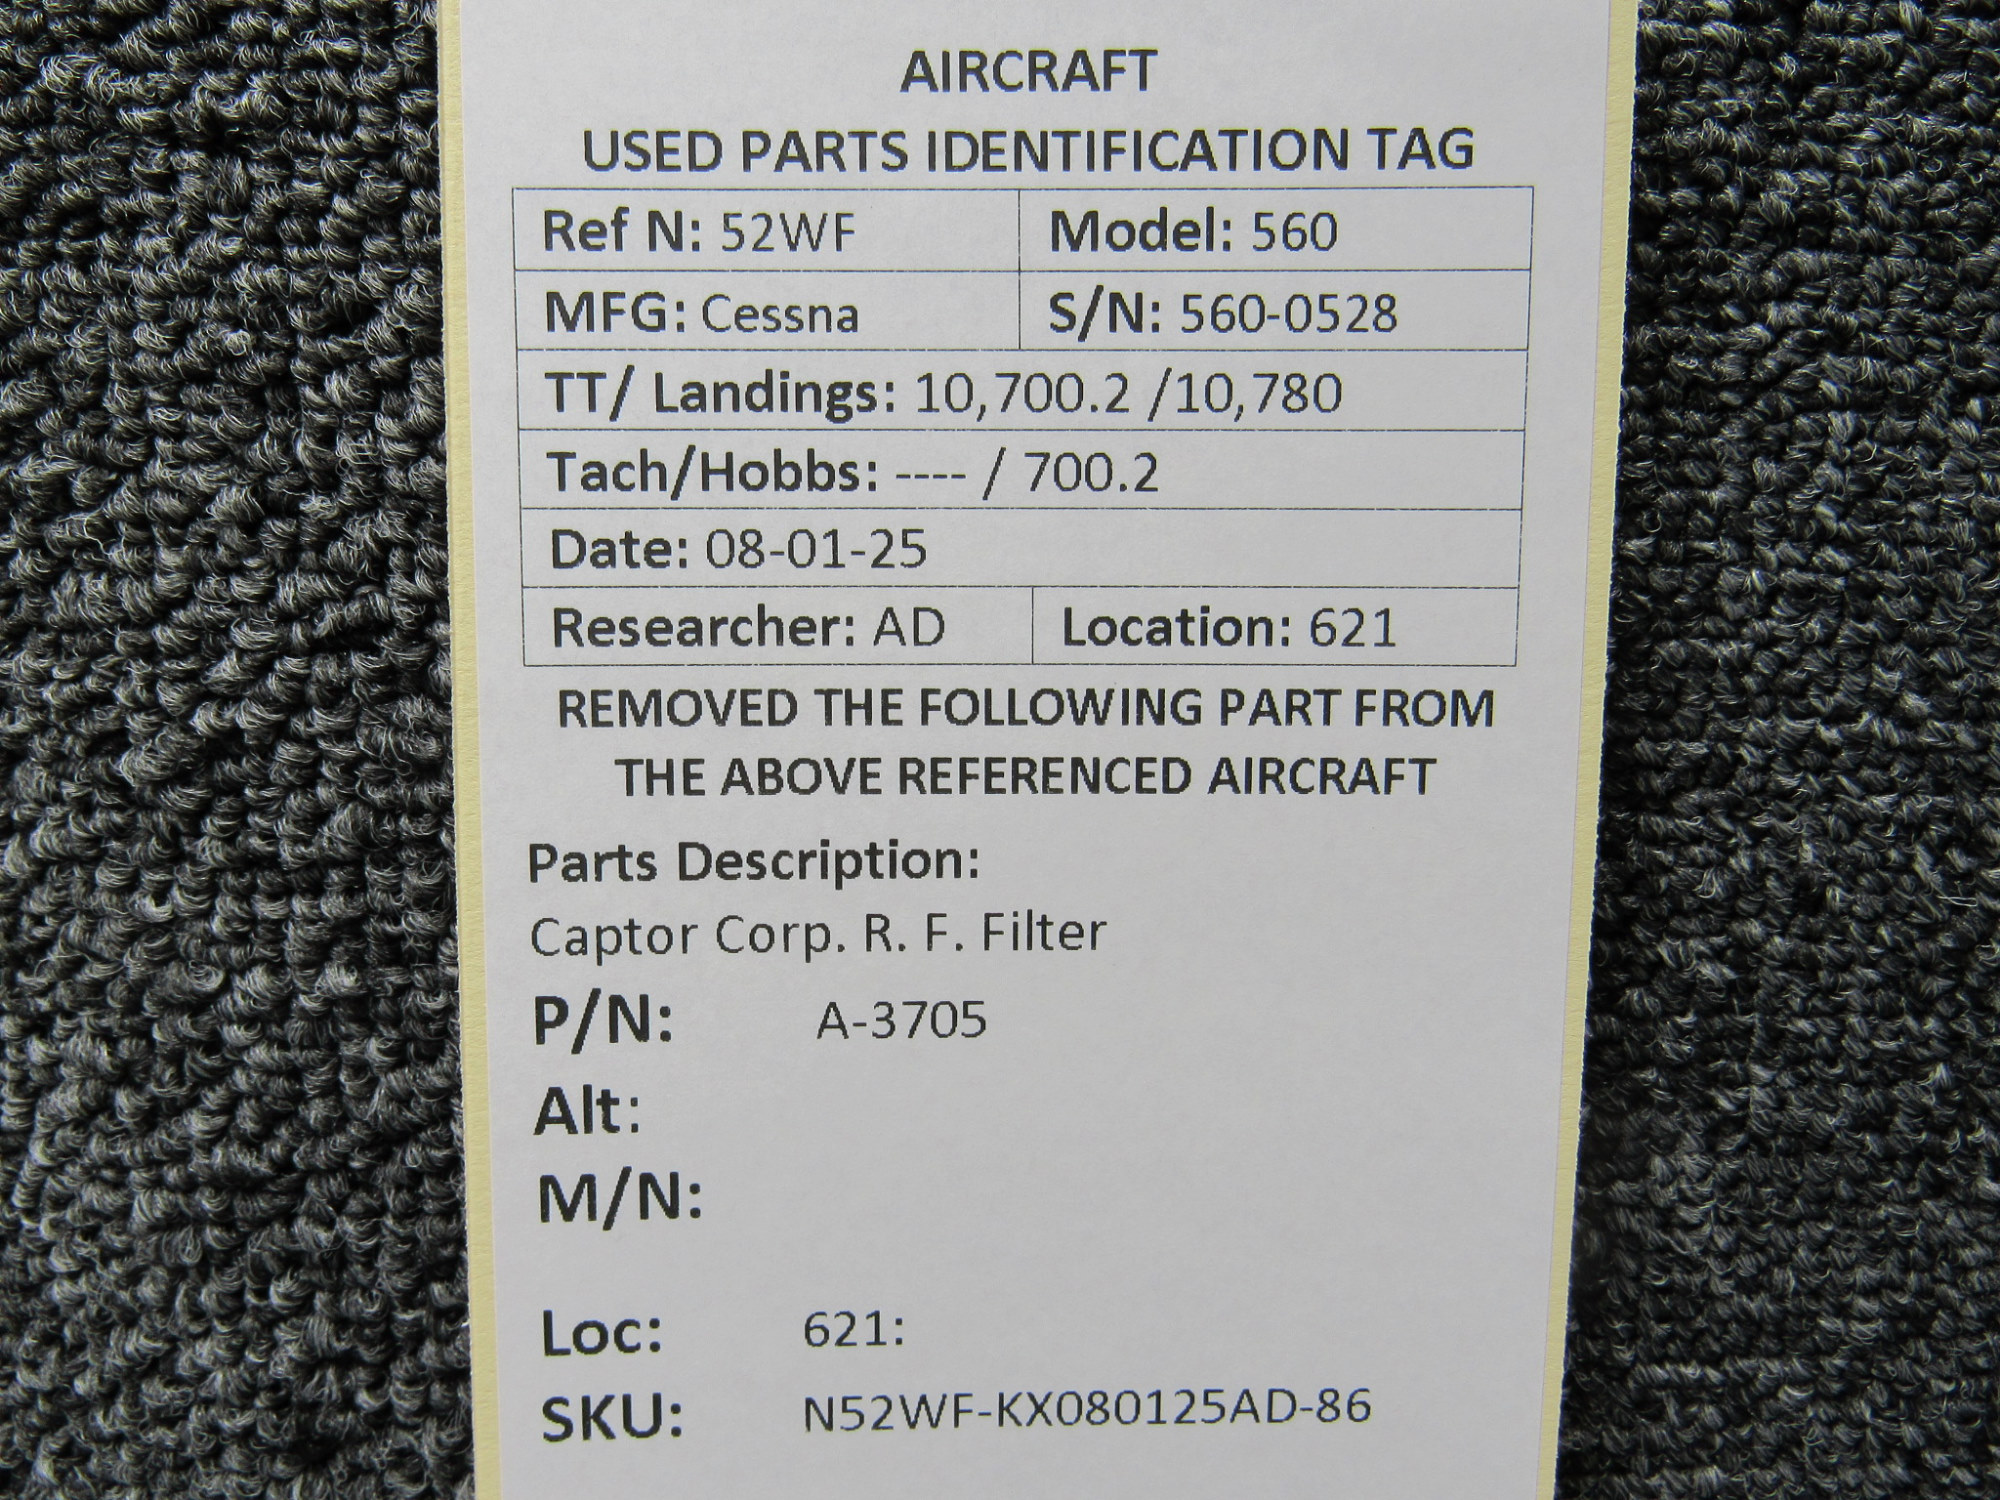 AIRCRAFT
USED PARTS IDENTIFICATION TAG
Ref N: 52WF Model: 560
MFG: Cessna S/N: 560-0528
TT/ Landings: 10,700.2 /10,780
Tach/Hobbs: ---- / 700.2
Date: 08-01-25
Researcher: AD Location: 621
REMOVED THE FOLLOWING PART FROM
THE ABOVE REFERENCED AIRCRAFT
Parts Description:
Captor Corp. R. F. Filter
P/N: A-3705
Alt:
M/N:
Loc: 621:
SKU: N52WF-KX080125AD-86